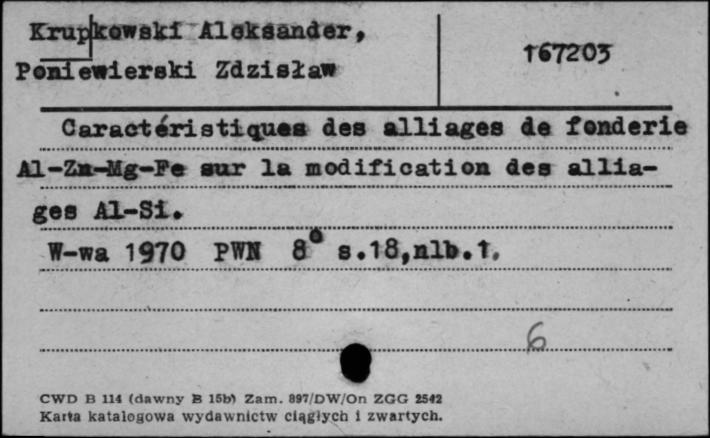 Krupkowski Aleksander,
Poniewierski Zdzisław
167203
Caractéristiques des alliages de fonderie
Al-Zn-Mg-Fe sur la modification des allia-
ges Al-Si.
W-wa 1970 PWN 8° s.18,nlb.1.
6
CWD B 114 (dawny B 15b) Zam. 897/DW/On ZGG 2542
Karta katalogowa wydawnictw ciągłych i zwartych.